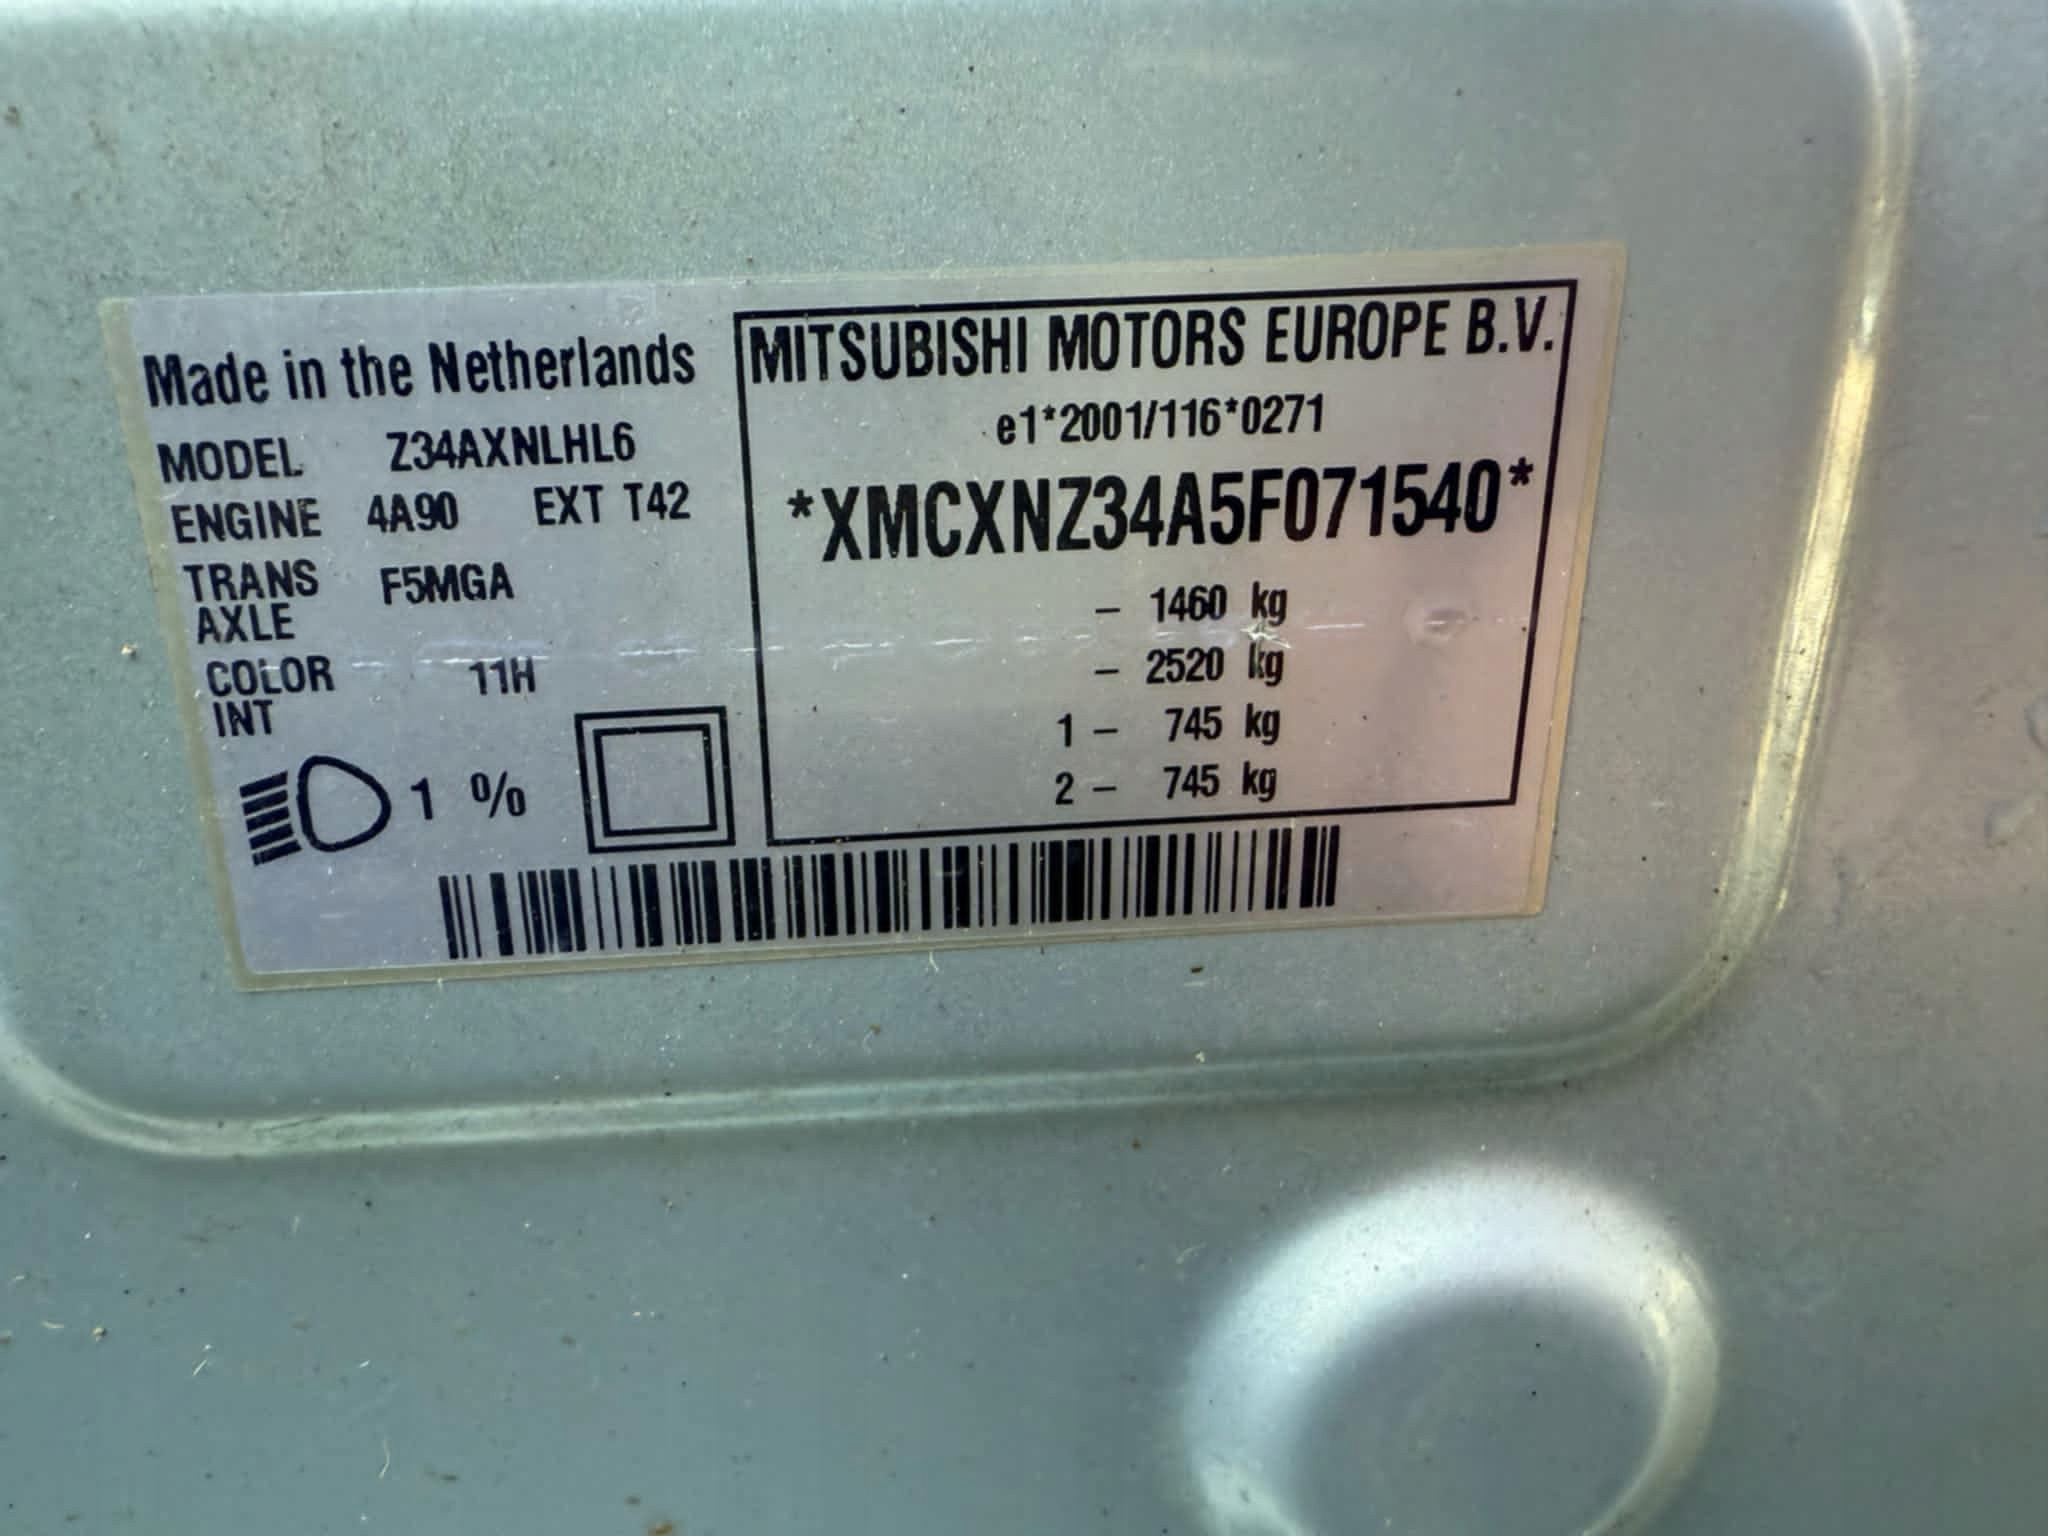 Made in the Netherlands
MODEL Z34AXNLHL6
ENGINE 4A90 EXT T42
TRANS F5MGA
AXLE
COLOR 11H
INT
1 %
MITSUBISHI MOTORS EUROPE B.V.
e1*2001/116*0271
*XMCXNZ34A5F071540*
– 1460 kg
– 2520 kg
1 – 745 kg
2 – 745 kg